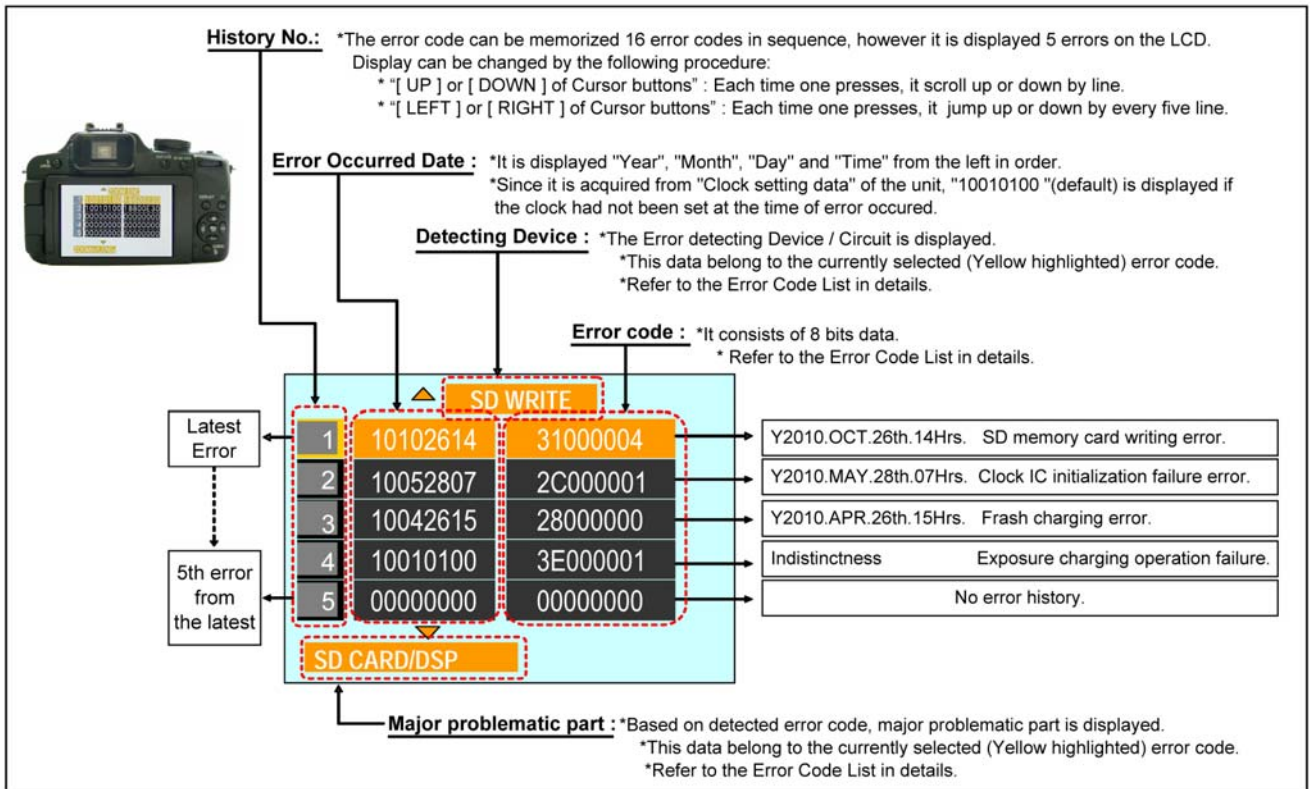 History No.: *The error code can be memorized 16 error codes in sequence, however it is displayed 5 errors on the LCD.
Display can be changed by the following procedure:
* "[ UP ] or [ DOWN ] of Cursor buttons" : Each time one presses, it scroll up or down by line.
* "[ LEFT ] or [ RIGHT ] of Cursor buttons" : Each time one presses, it jump up or down by every five line.
Error Occurred Date : *It is displayed "Year", "Month", "Day" and "Time" from the left in order.
*Since it is acquired from "Clock setting data" of the unit, "10010100 "(default) is displayed if
the clock had not been set at the time of error occured.
Detecting Device : *The Error detecting Device / Circuit is displayed.
*This data belong to the currently selected (Yellow highlighted) error code.
*Refer to the Error Code List in details.
Error code : *It consists of 8 bits data.
* Refer to the Error Code List in details.
SD WRITE
Latest
Error
1 10102614 31000004 Y2010.OCT.26th.14Hrs. SD memory card writing error.
2 10052807 2C000001 Y2010.MAY.28th.07Hrs. Clock IC initialization failure error.
3 10042615 28000000 Y2010.APR.26th.15Hrs. Frash charging error.
4 10010100 3E000001 Indistinctness Exposure charging operation failure.
5th error
from
the latest
5 00000000 00000000 No error history.
SD CARD/DSP
Major problematic part : *Based on detected error code, major problematic part is displayed.
*This data belong to the currently selected (Yellow highlighted) error code.
*Refer to the Error Code List in details.